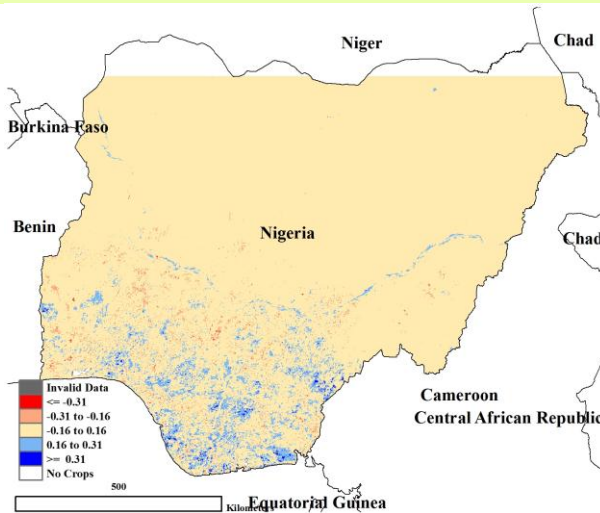 Niger
Chad
Burkina Faso
Benin
Nigeria
Chad
Invalid Data
<= -0.31
-0.31 to -0.16
-0.16 to 0.16
0.16 to 0.31
>= 0.31
No Crops
Cameroon
Central African Republic
500
Equatorial Guinea